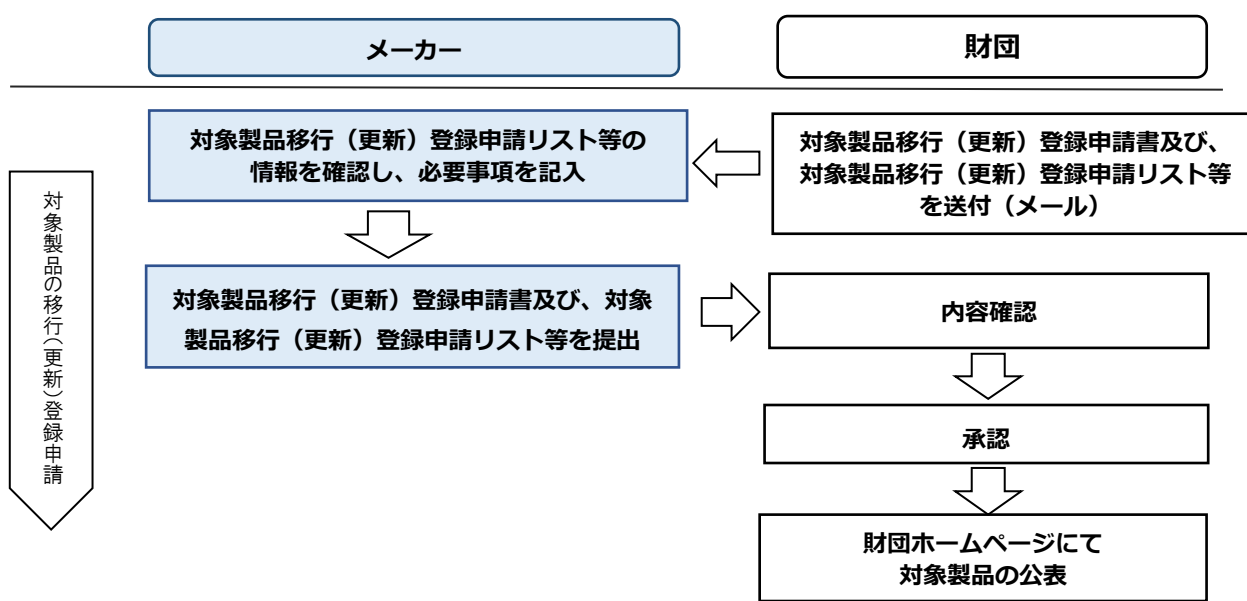 メーカー
財団
対象製品の移行（更新）登録申請
対象製品移行（更新）登録申請リスト等の
情報を確認し、必要事項を記入
対象製品移行（更新）登録申請書及び、
対象製品移行（更新）登録申請リスト等
を送付（メール）
対象製品移行（更新）登録申請書及び、対象
製品移行（更新）登録申請リスト等を提出
内容確認
承認
財団ホームページにて
対象製品の公表